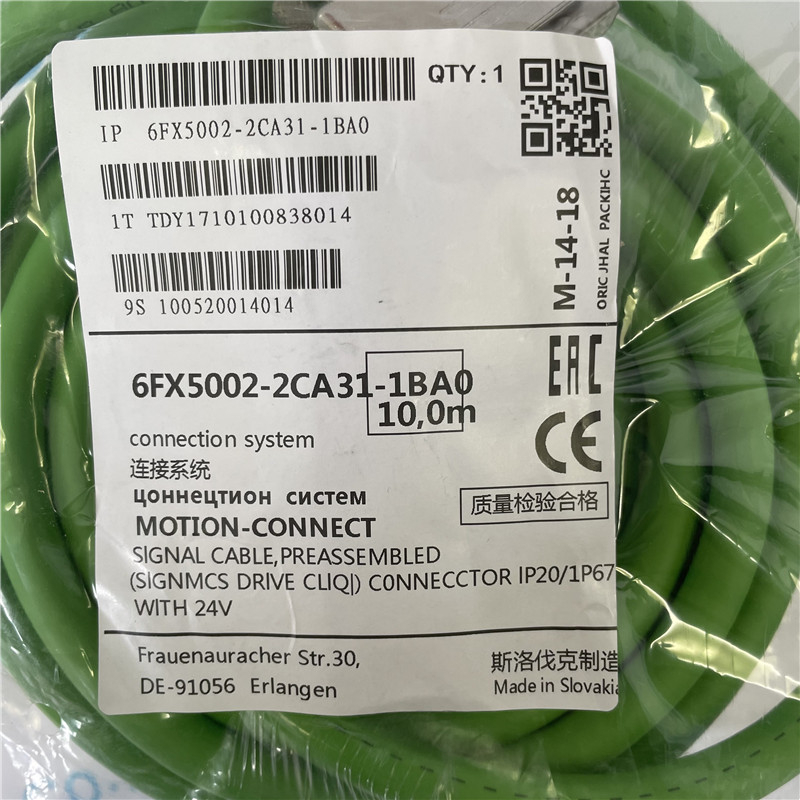 QTY: 1
IP 6FX5002-2CA31-1BA0
1T TDY1710100838014
9S 100520014014
M-14-18
ORIC JHAL PACKIHC
6FX5002-2CA31-1BA0
10,0m
EAC
CE
connection system
连接系统
цоннецтион систем
质量检验合格
MOTION-CONNECT
SIGNAL CABLE,PREASSEMBLED
(SIGNMCS DRIVE CLIQ|) C0NNECCTOR IP20/1P67
WITH 24V
Frauenauracher Str.30,
DE-91056 Erlangen
斯洛伐克制造
Made in Slovakia